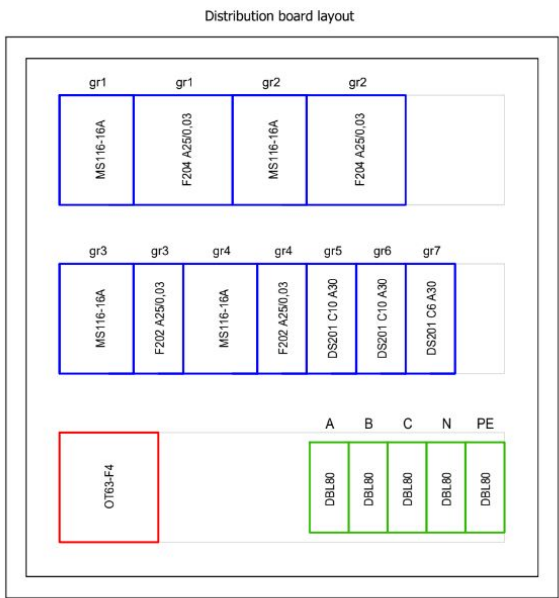 Distribution board layout
gr1 gr1 gr2 gr2
MS116-16A
F204 A25/0,03
MS116-16A
F204 A25/0,03
gr3 gr3 gr4 gr4 gr5 gr6 gr7
MS116-16A
F202 A25/0,03
MS116-16A
F202 A25/0,03
DS201 C10 A30
DS201 C10 A30
DS201 C6 A30
A B C N PE
OT63-F4
DBL80
DBL80
DBL80
DBL80
DBL80